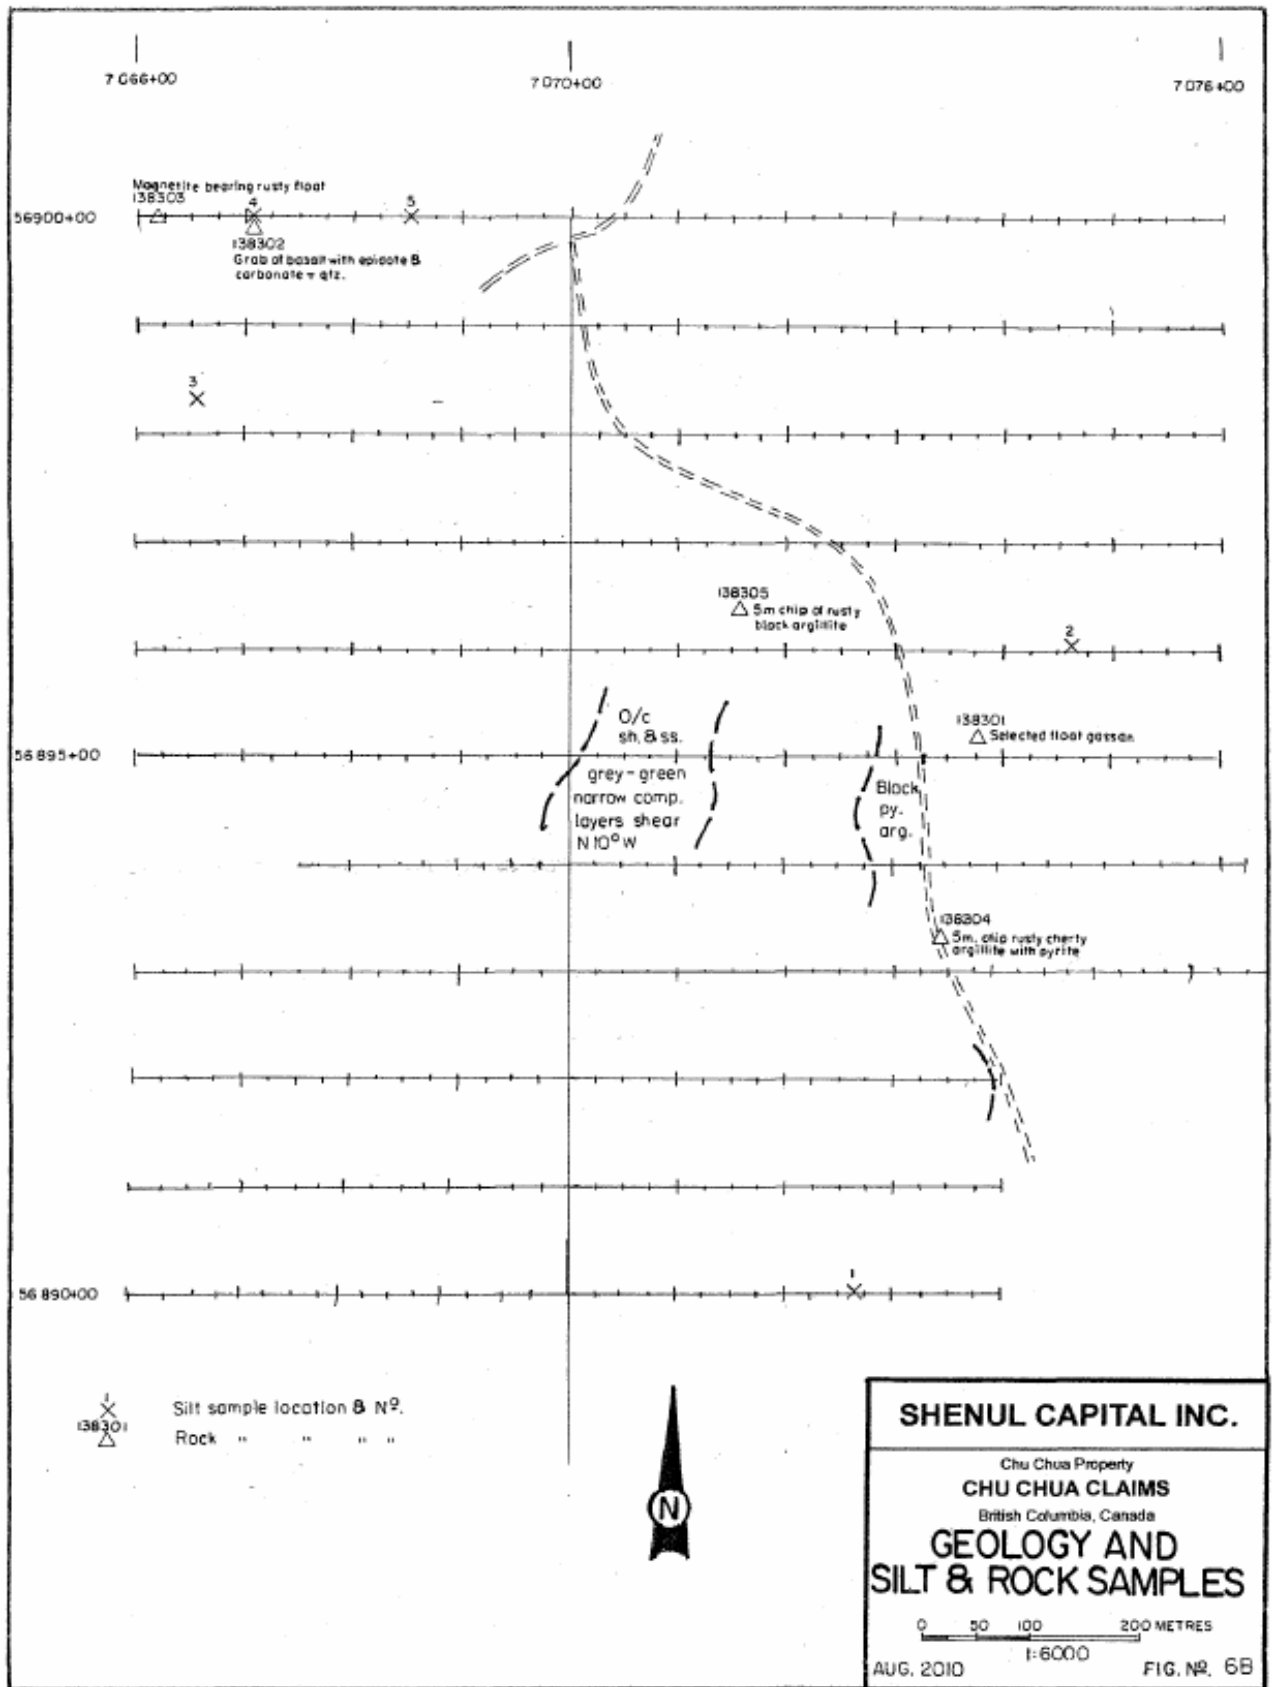 7 066+00
7 070+00
7 076+00
Magnetite bearing rusty float
138303
4
5
56900+00
138302
Grab of basalt with epidote &
carbonate + qtz.
3
138305
5m chip of rusty
black argillite
2
O/c
sh. & ss.
138301
Selected float gossan
56 895+00
grey-green
narrow comp.
layers shear
N 10° W
Black
py.
arg.
138304
5m. chip rusty cherty
argillite with pyrite
1
56 890+00
1
Silt sample location & Nº.
138301
Rock " " " "
N
SHENUL CAPITAL INC.
Chu Chua Property
CHU CHUA CLAIMS
British Columbia, Canada
GEOLOGY AND
SILT & ROCK SAMPLES
0 50 100 200 METRES
1:6000
AUG. 2010
FIG. Nº. 6B